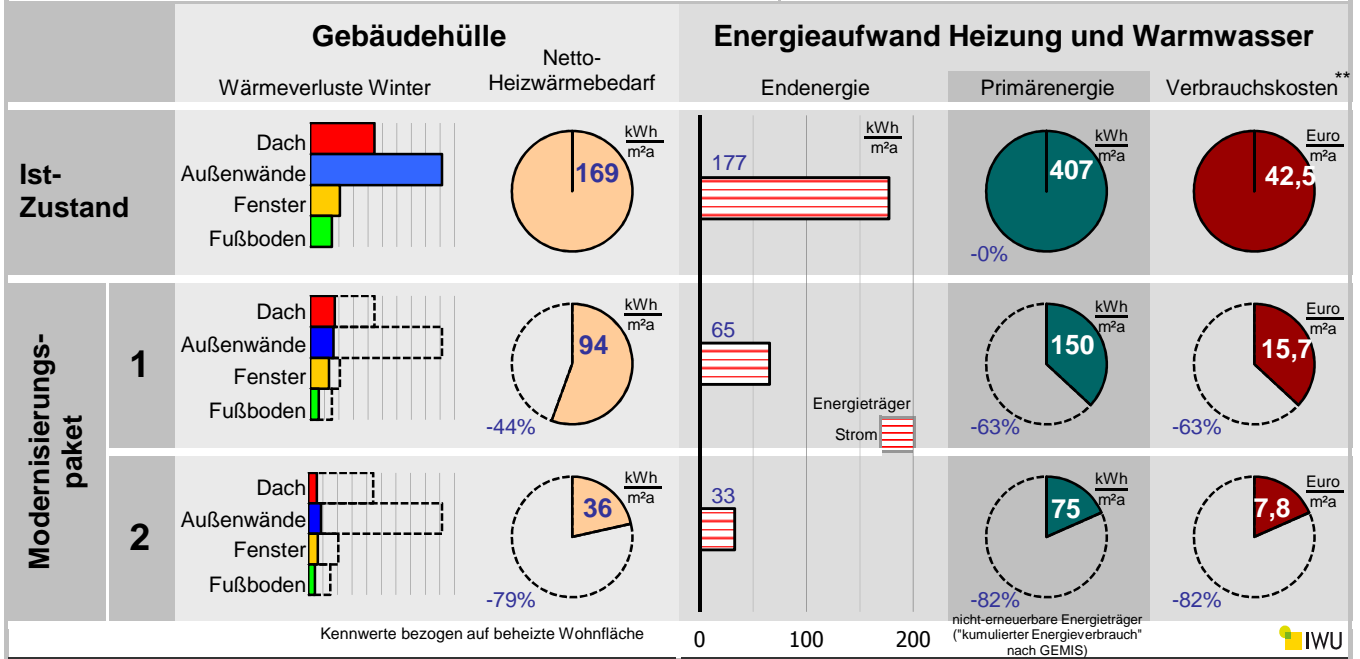 Gebäudehülle
Energieaufwand Heizung und Warmwasser
Wärmeverluste Winter
Netto-
Heizwärmebedarf
Endenergie
Primärenergie
Verbrauchskosten**
Ist-
Zustand
Dach
Außenwände
Fenster
Fußboden
169
kWh
m²a
177
kWh
m²a
407
kWh
m²a
-0%
42,5
Euro
m²a
Modernisierungs-
paket
1
Dach
Außenwände
Fenster
Fußboden
94
kWh
m²a
-44%
65
Energieträger
Strom
150
kWh
m²a
-63%
15,7
Euro
m²a
-63%
2
Dach
Außenwände
Fenster
Fußboden
36
kWh
m²a
-79%
33
75
kWh
m²a
-82%
7,8
Euro
m²a
-82%
Kennwerte bezogen auf beheizte Wohnfläche
0 100 200
nicht-erneuerbare Energieträger
("kumulierter Energieverbrauch"
nach GEMIS)
IWU